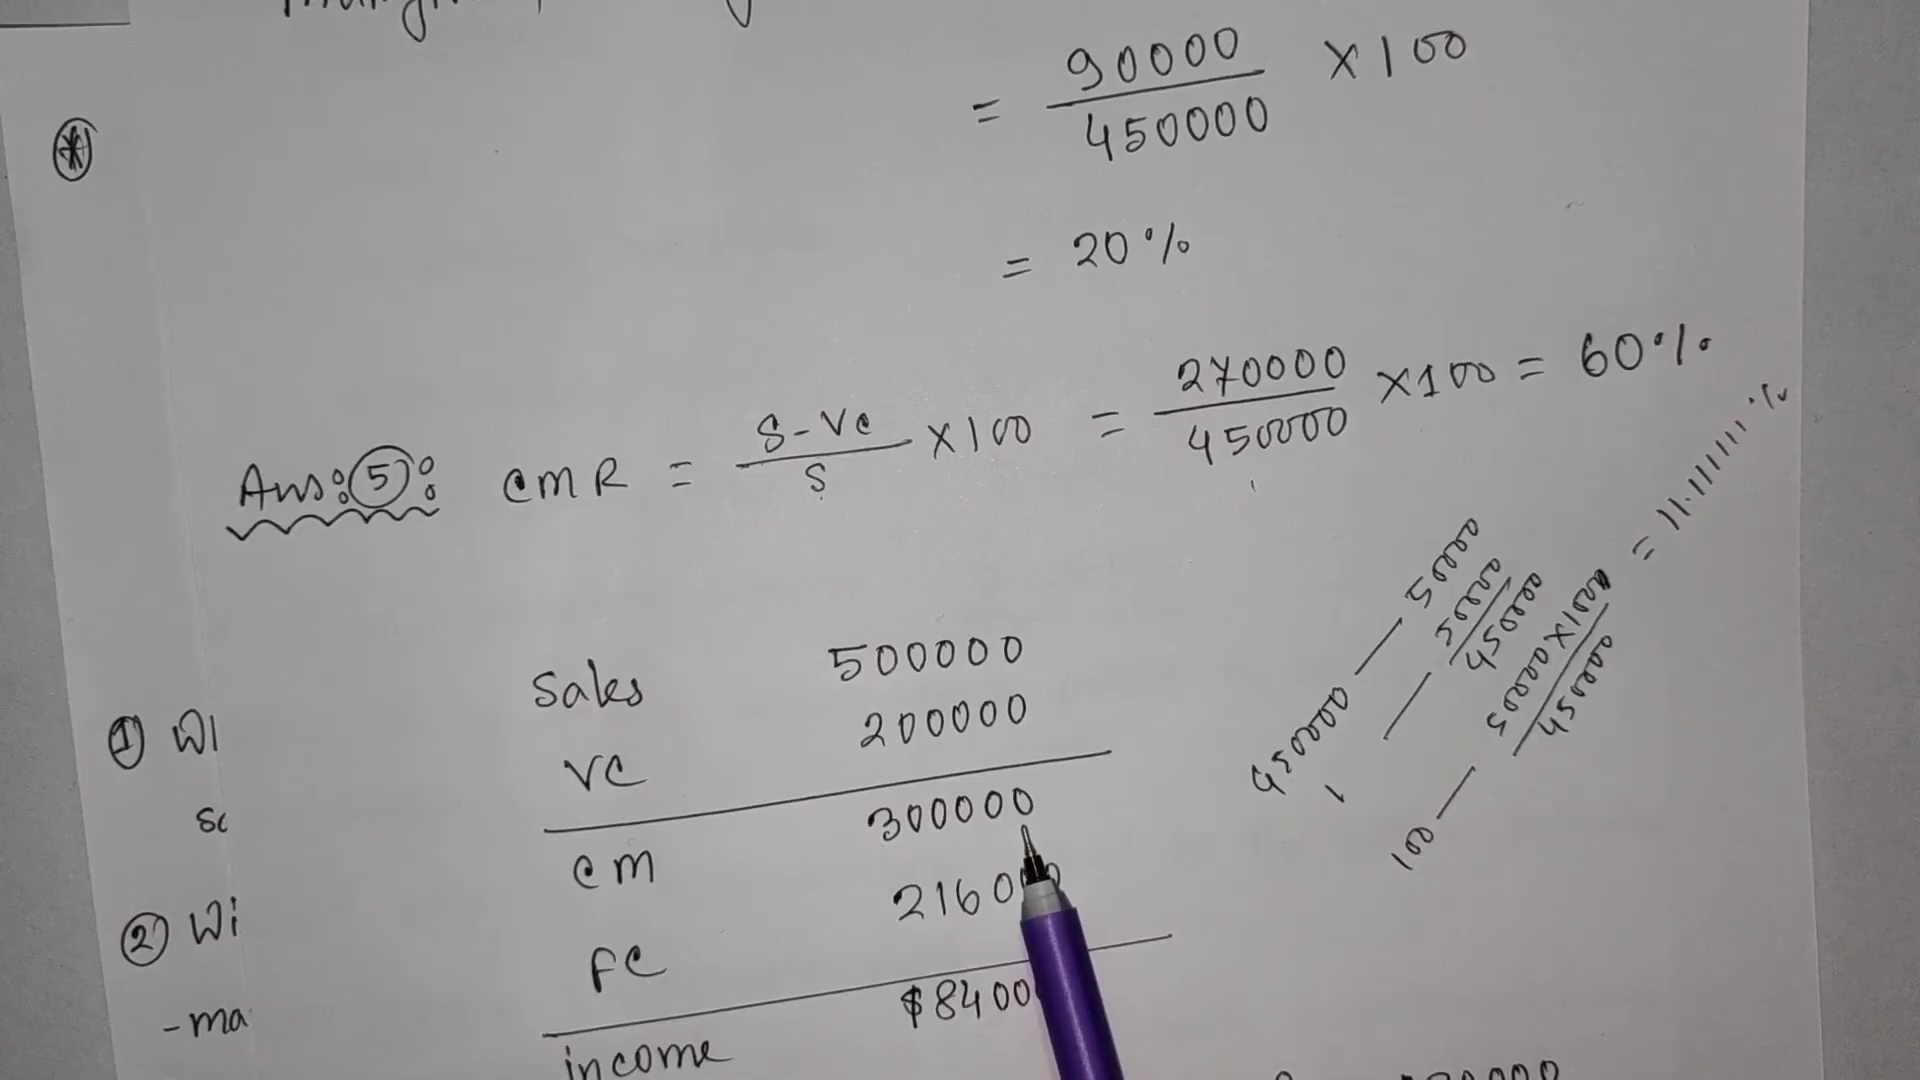 = 90000 / 450000 × 100
= 20%
Ans: 5: CMR = S-VC / S × 100 = 270000 / 450000 × 100 = 60%
450000 — 50000
1 — 50000 / 450000
100 — 50000×100 / 450000 = 11.111111%
Sales 500000
VC 200000
CM 300000
FC 2160
income $8400
① Wi
Sc
② Wi
-ma